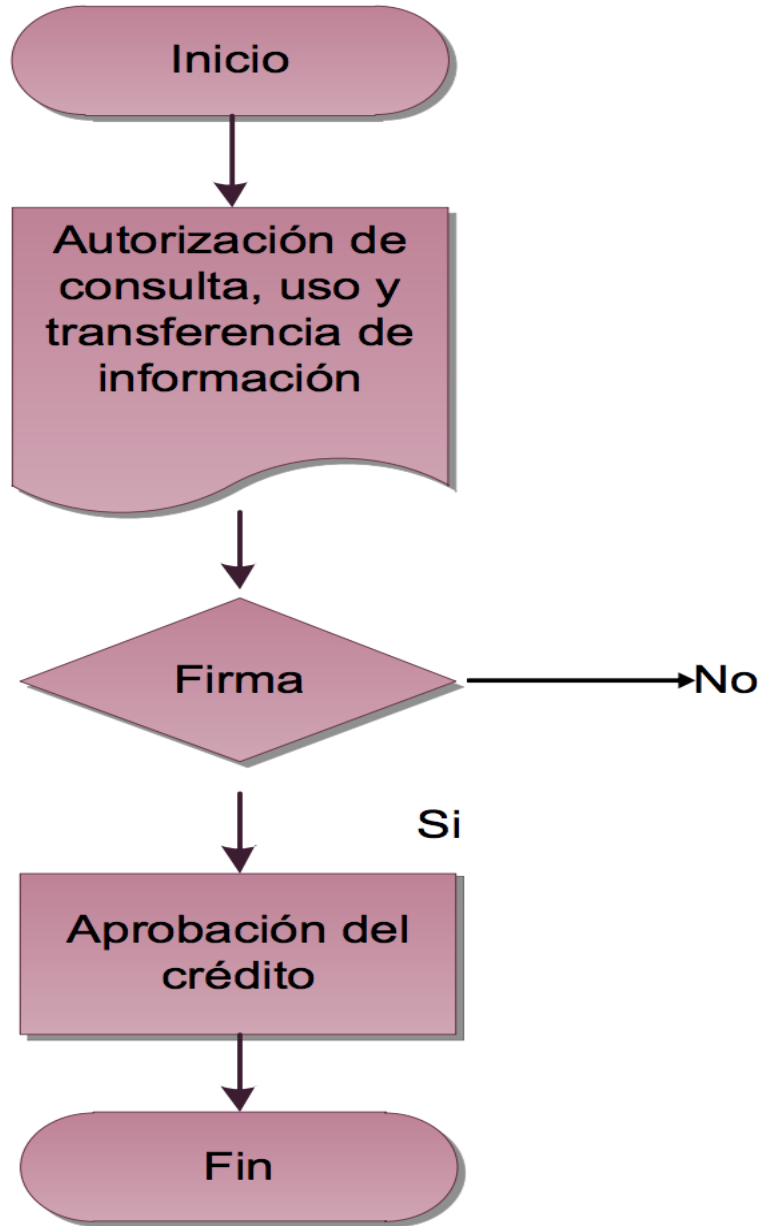 Inicio
Autorización de
consulta, uso y
transferencia de
información
Firma
No
Si
Aprobación del
crédito
Fin